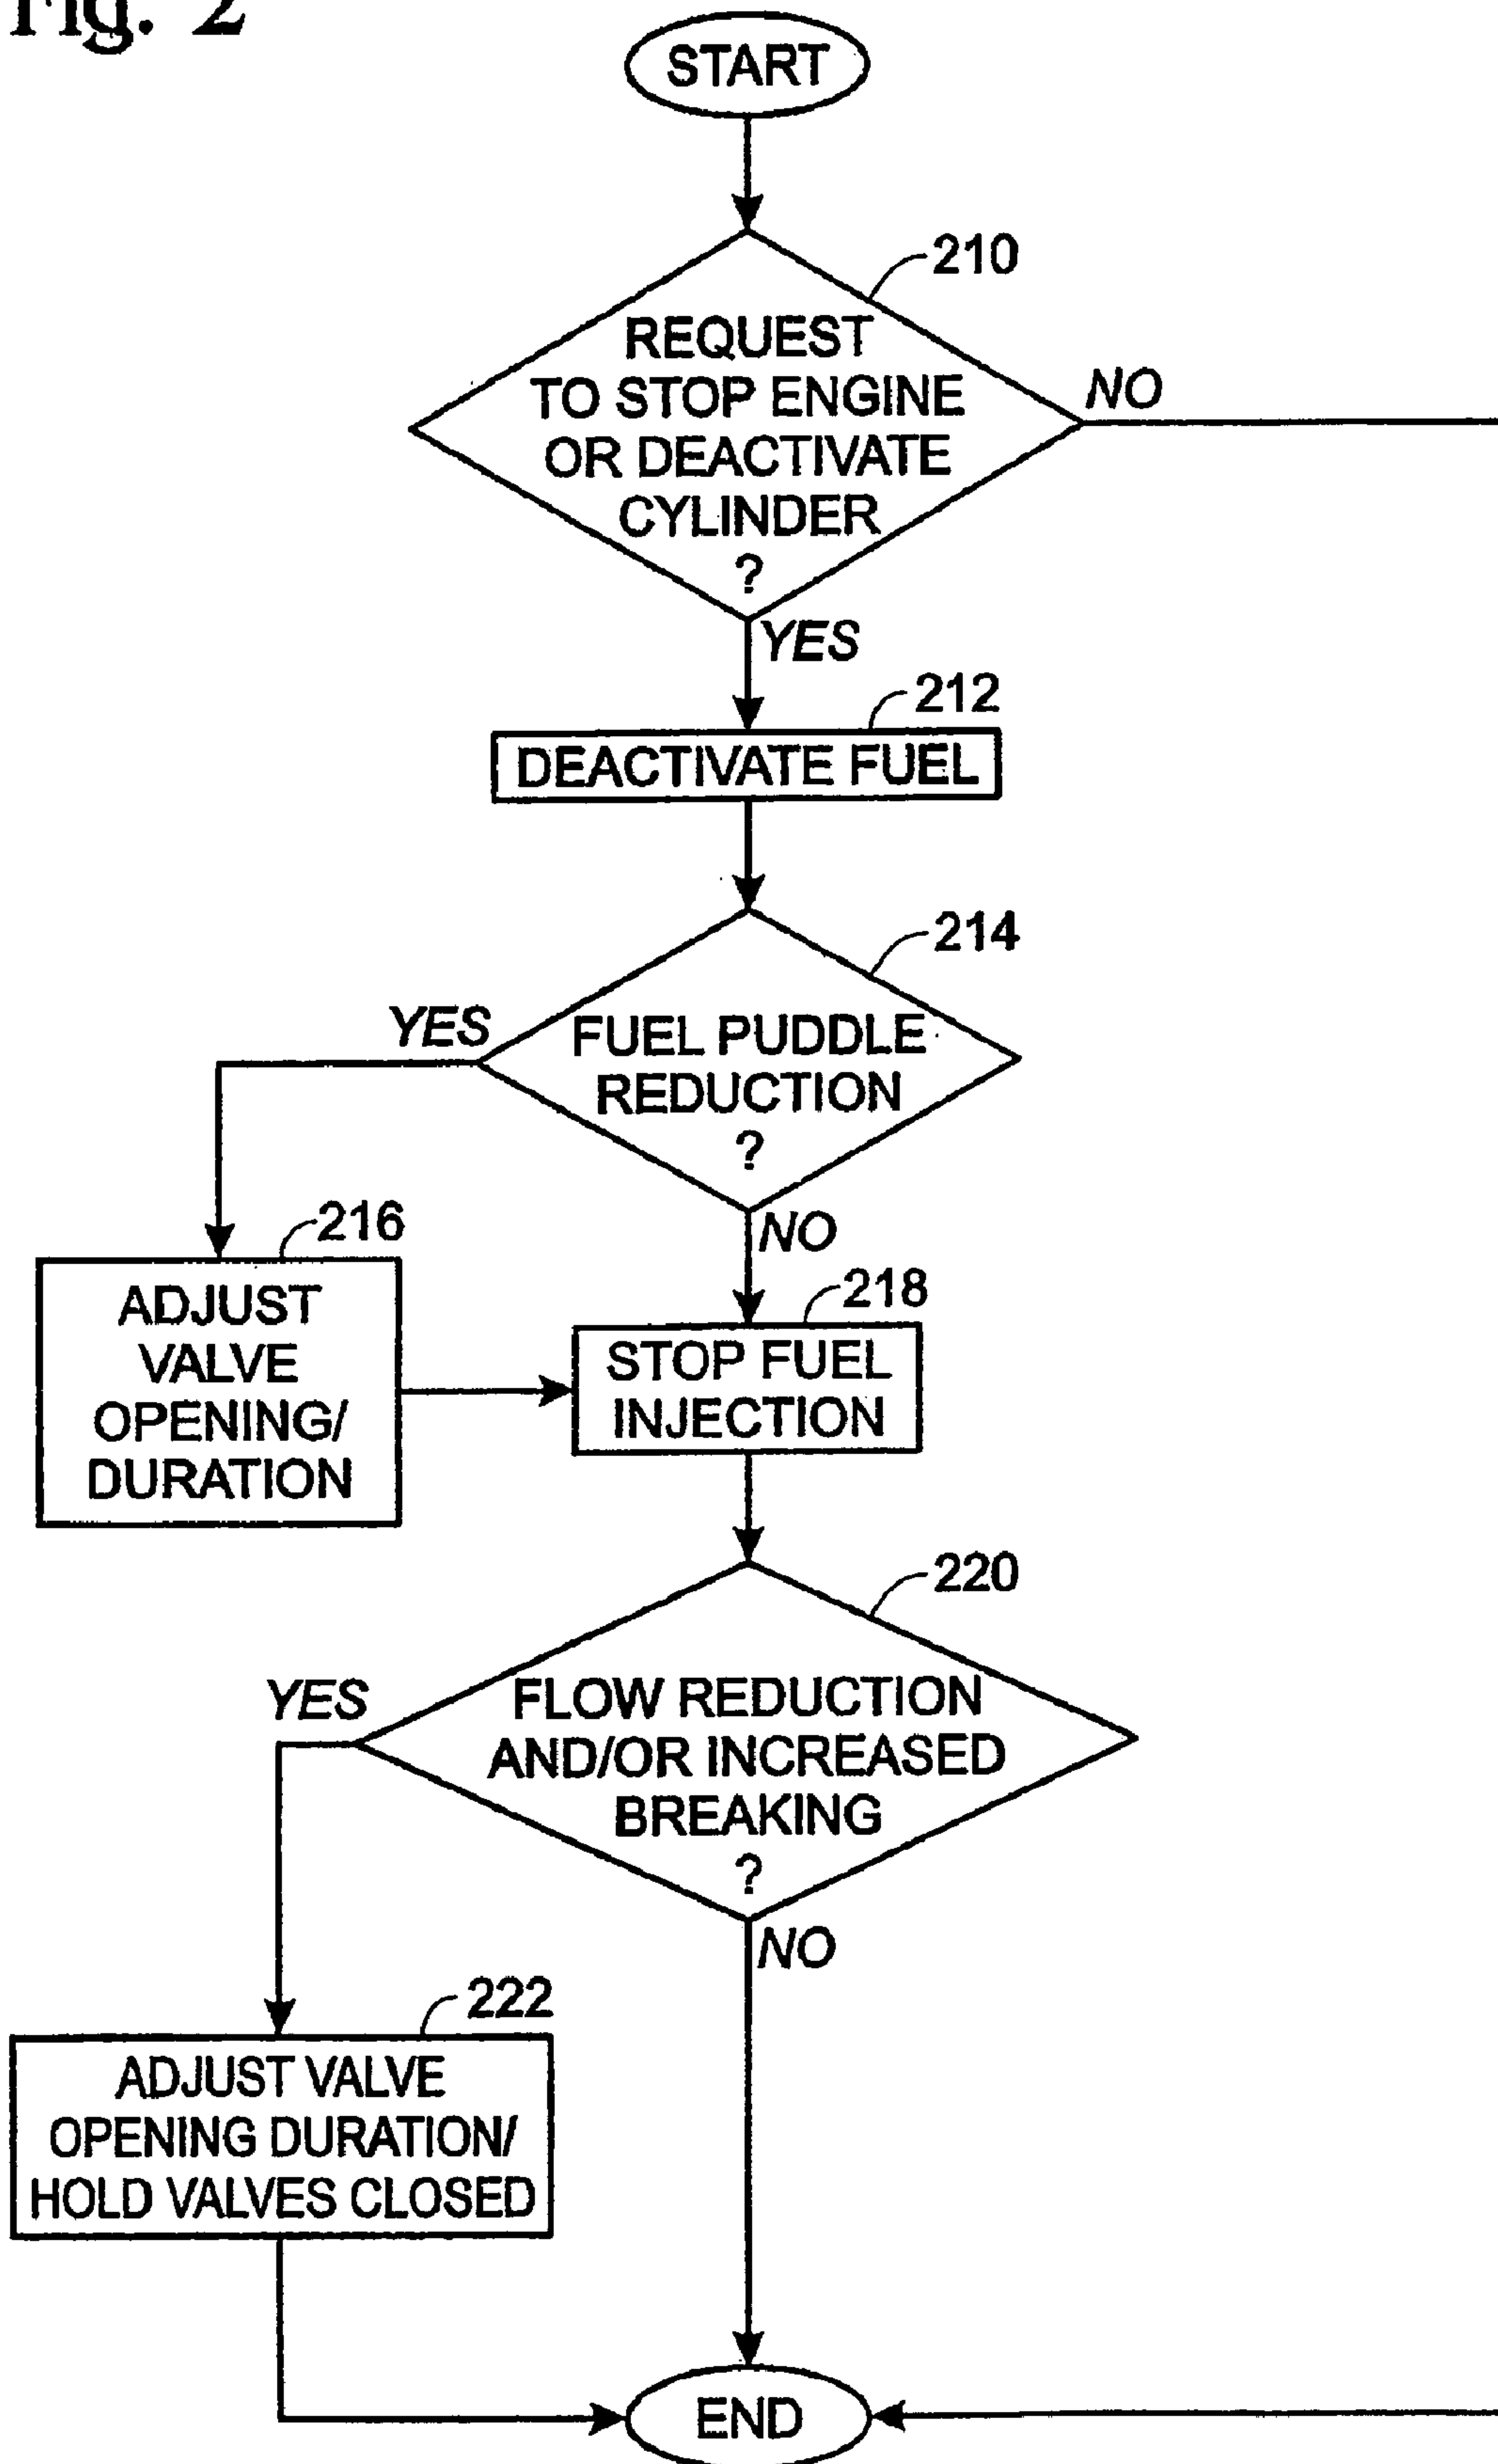 Fig. 2
START
210
REQUEST
TO STOP ENGINE
OR DEACTIVATE
CYLINDER
?
NO
YES
212
DEACTIVATE FUEL
214
YES
FUEL PUDDLE
REDUCTION
?
NO
216
ADJUST
VALVE
OPENING/
DURATION
218
STOP FUEL
INJECTION
220
YES
FLOW REDUCTION
AND/OR INCREASED
BREAKING
?
NO
222
ADJUST VALVE
OPENING DURATION/
HOLD VALVES CLOSED
END